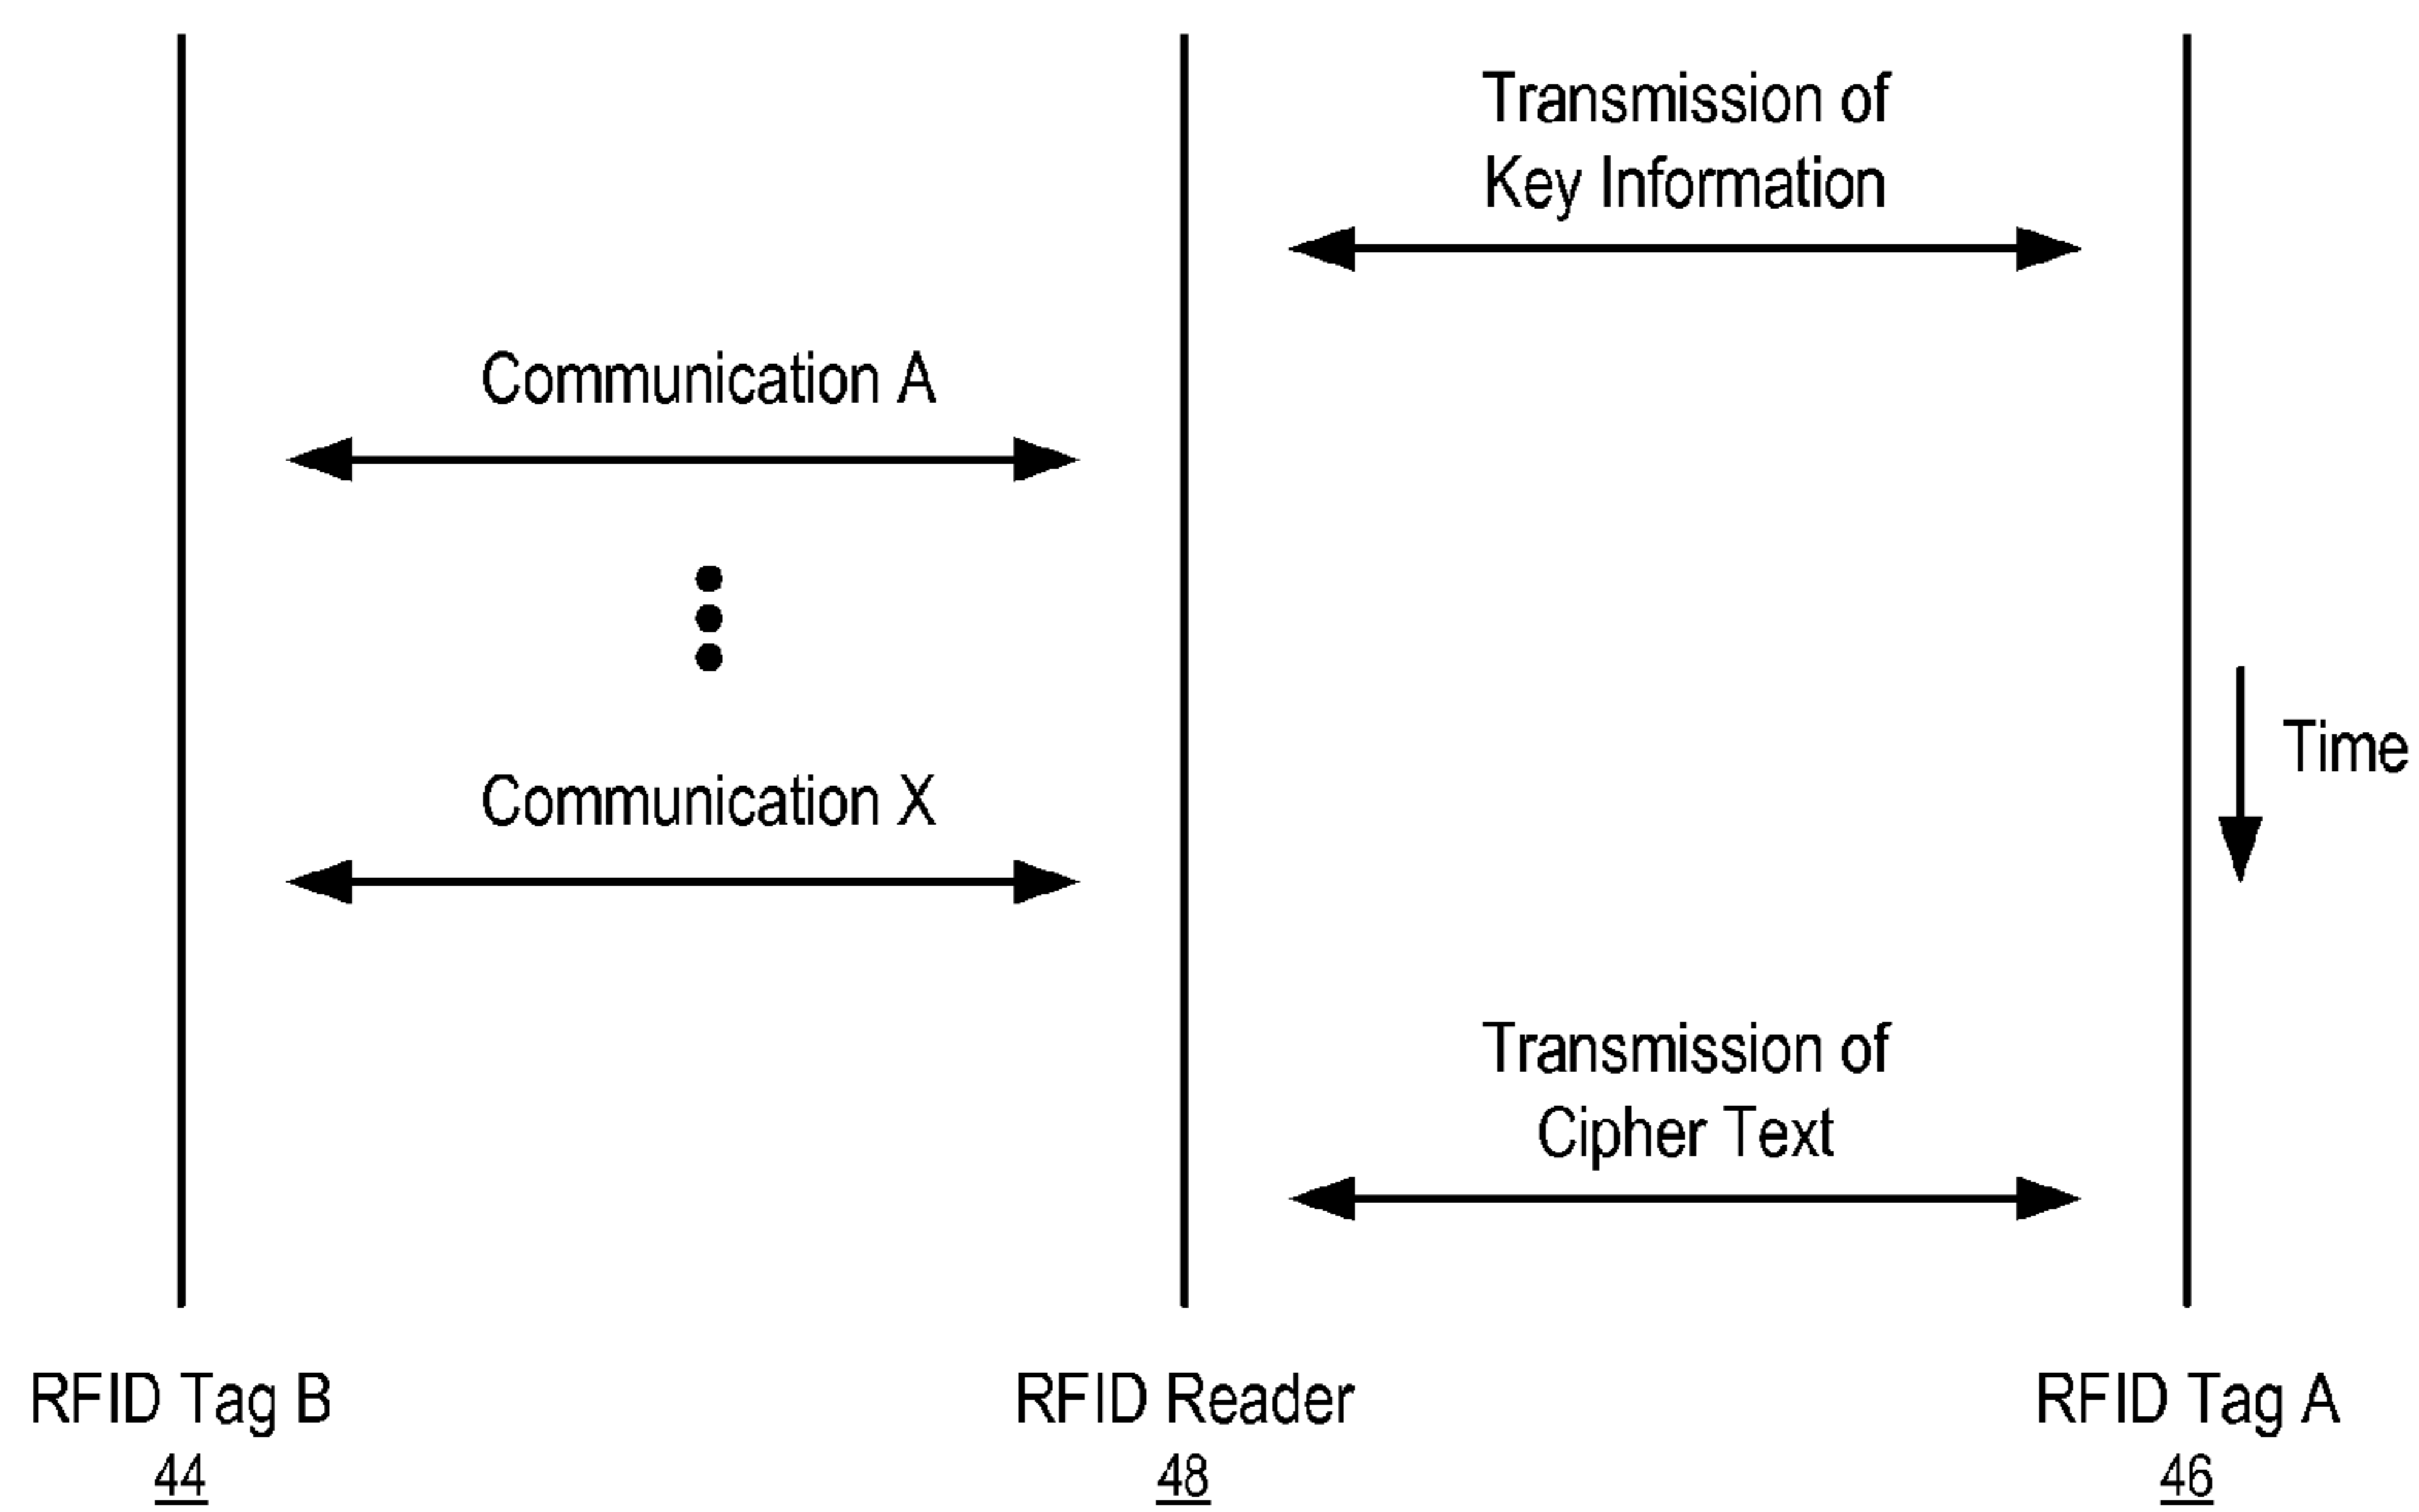 Transmission of
Key Information
Communication A
Communication X
Time
Transmission of
Cipher Text
RFID Tag B
44
RFID Reader
48
RFID Tag A
46